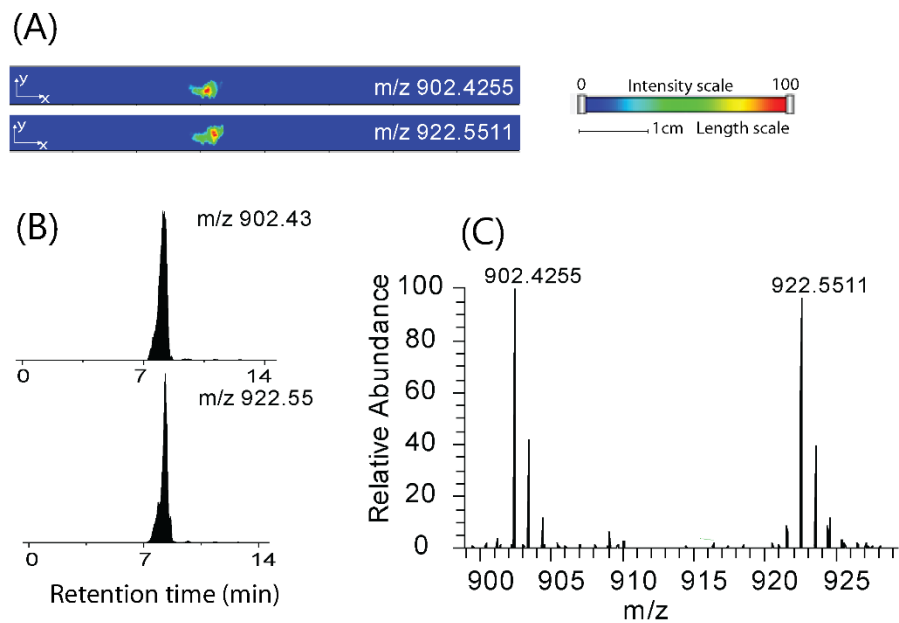 (A)
y
x
m/z 902.4255
y
x
m/z 922.5511
0 Intensity scale 100
1cm Length scale
(B)
m/z 902.43
0 7 14
m/z 922.55
0 7 14
Retention time (min)
(C)
902.4255
922.5511
Relative Abundance
100
80
60
40
20
0
900 905 910 915 920 925
m/z